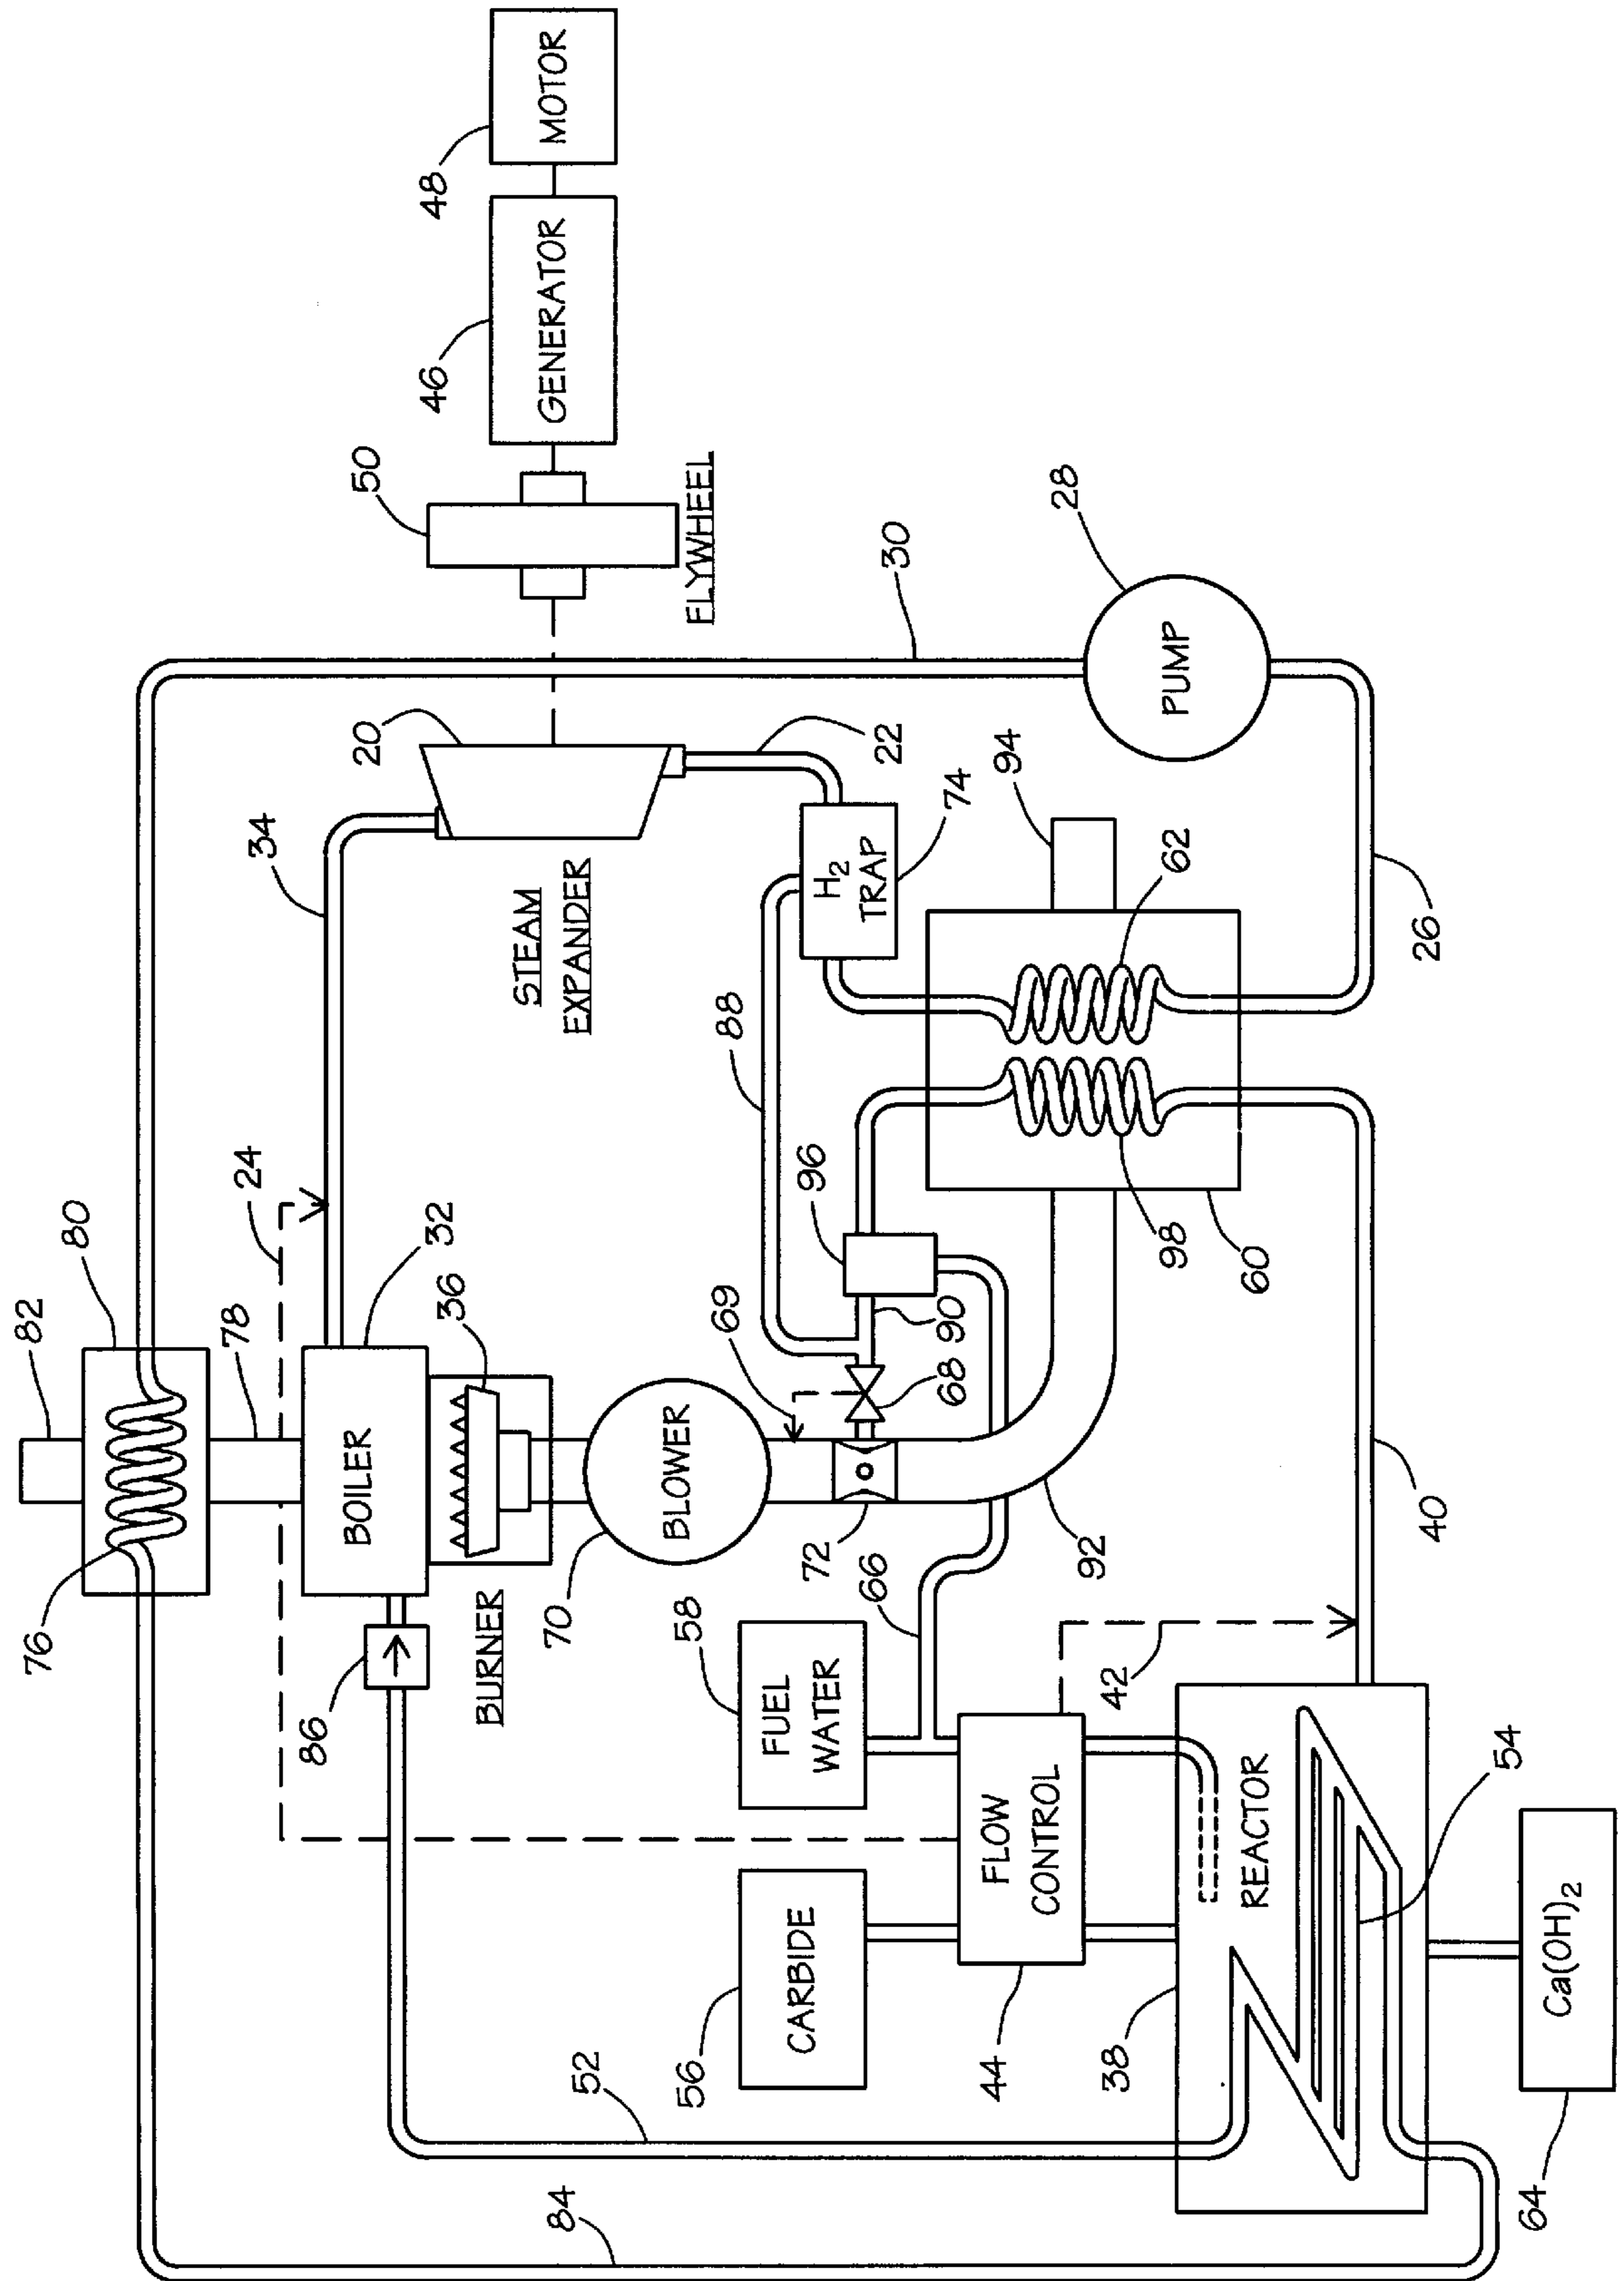 82
80
76
78
24
34
32
BOILER
36
BURNER
86
70
BLOWER
20
STEAM
EXPANDER
50
FLYWHEEL
46
GENERATOR
48
MOTOR
30
22
H2
TRAP
74
88
96
69
90
68
72
92
66
58
FUEL
WATER
56
CARBIDE
FLOW
CONTROL
44
42
52
84
38
REACTOR
54
40
64
Ca(OH)2
60
98
62
94
26
28
PUMP